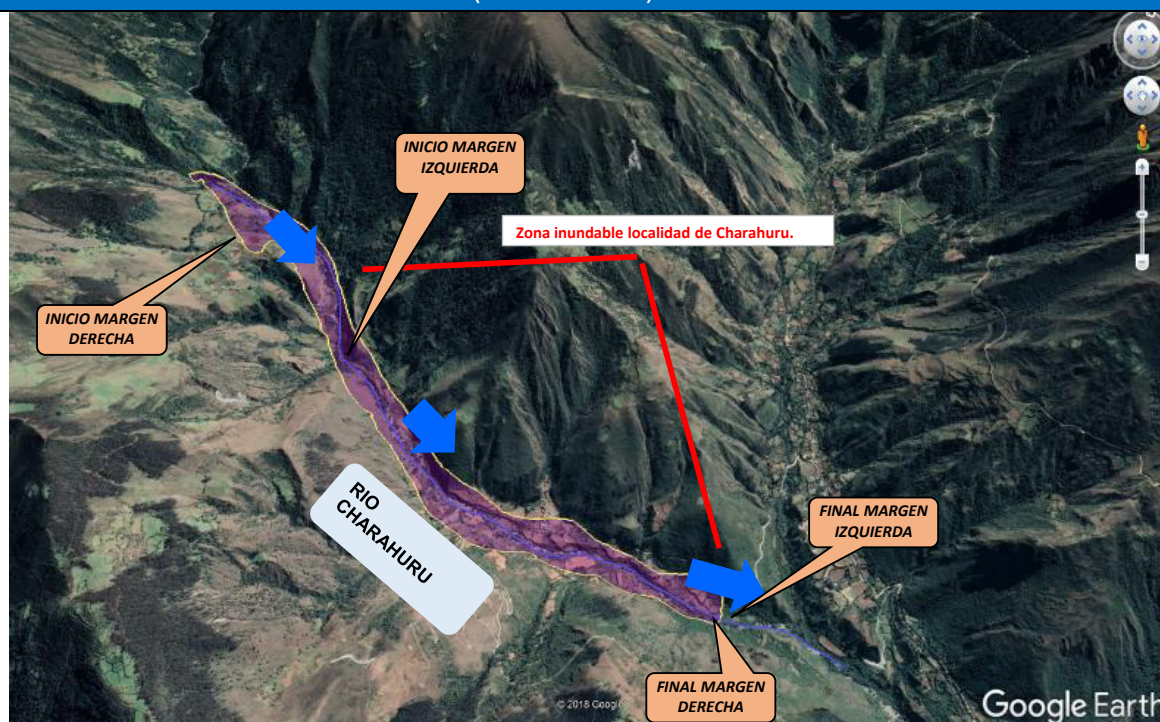 INICIO MARGEN
IZQUIERDA
Zona inundable localidad de Charahuru.
INICIO MARGEN
DERECHA
RIO
CHARAHURU
FINAL MARGEN
IZQUIERDA
FINAL MARGEN
DERECHA
© 2018 Google
Google Earth